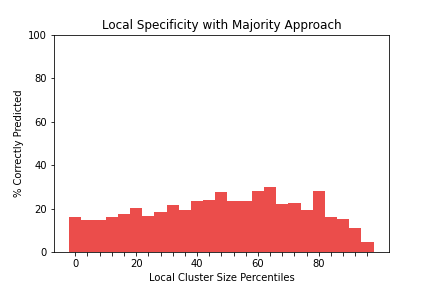 Local Specificity with Majority Approach
100
80
60
40
20
0
% Correctly Predicted
0 20 40 60 80
Local Cluster Size Percentiles